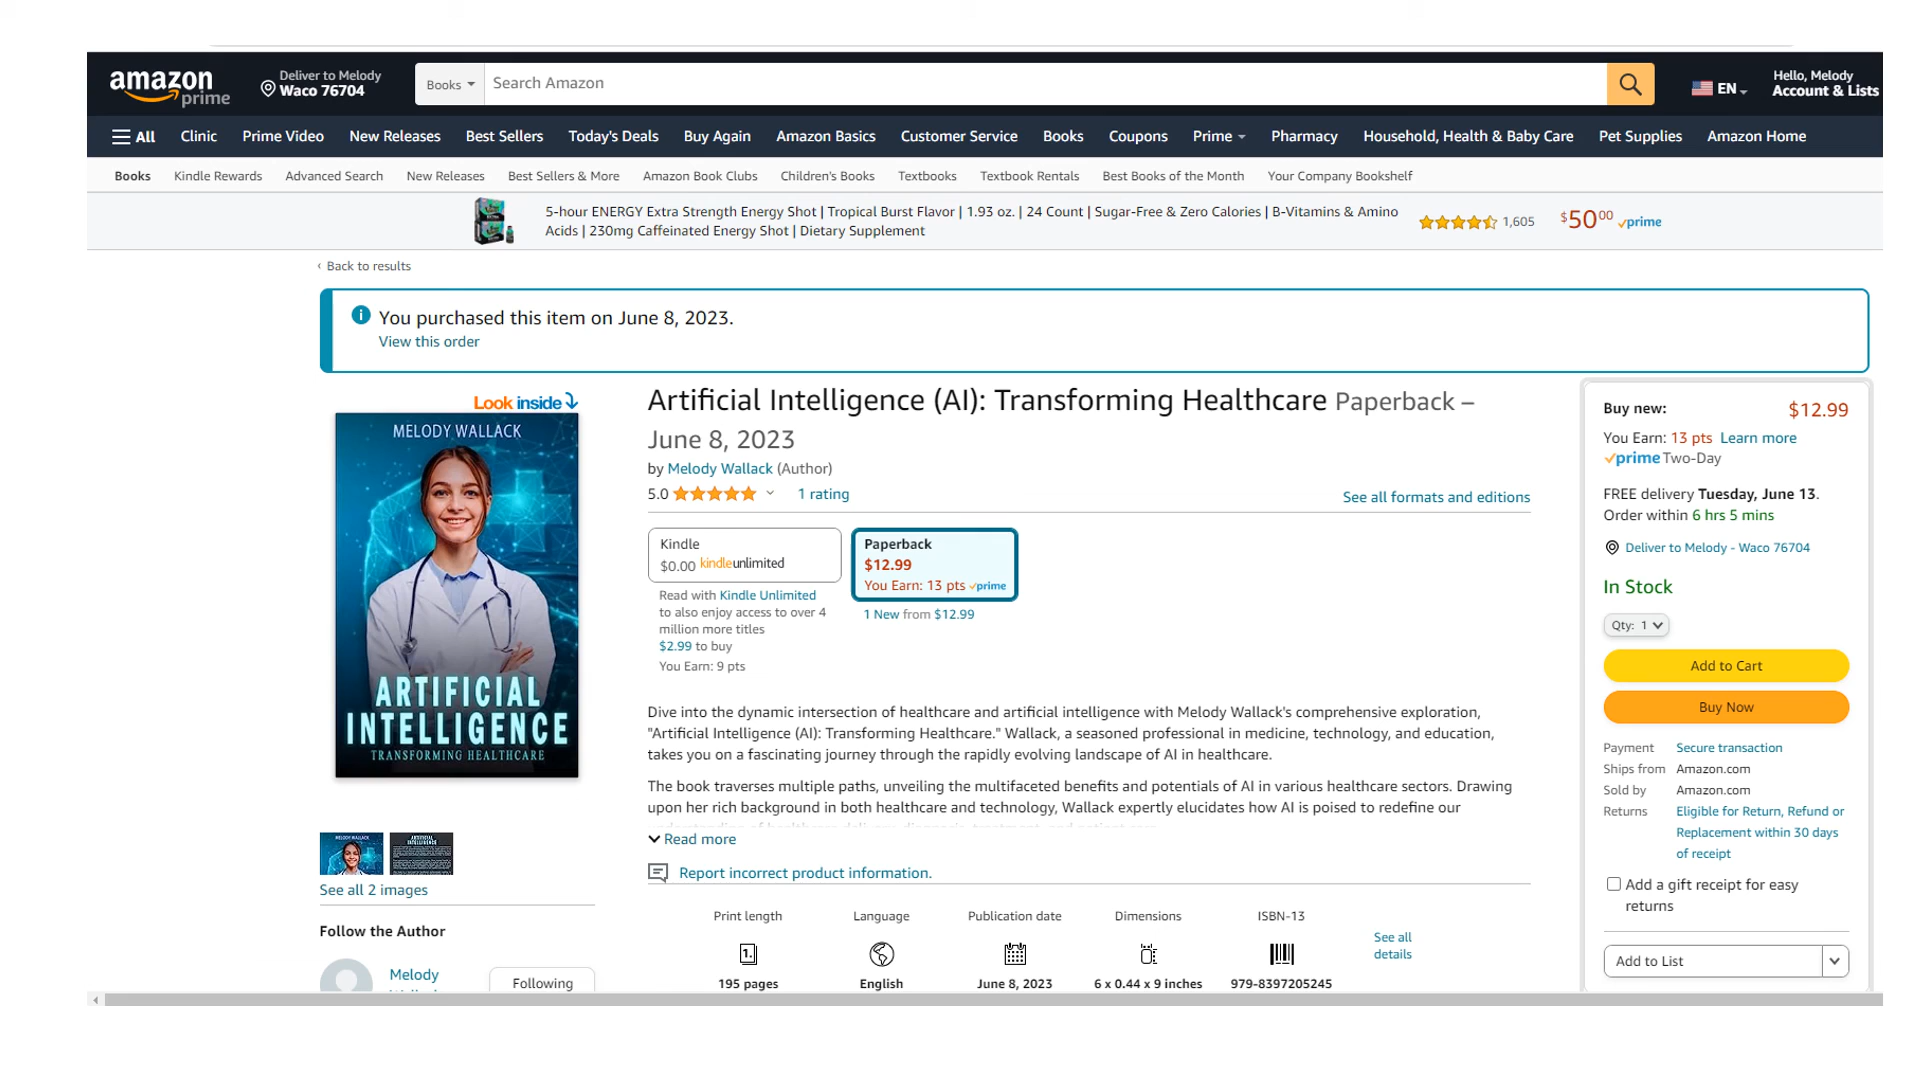 amazon prime
Deliver to Melody
Waco 76704
Books
Search Amazon
EN
Hello, Melody
Account & Lists
All
Clinic
Prime Video
New Releases
Best Sellers
Today's Deals
Buy Again
Amazon Basics
Customer Service
Books
Coupons
Prime
Pharmacy
Household, Health & Baby Care
Pet Supplies
Amazon Home
Books
Kindle Rewards
Advanced Search
New Releases
Best Sellers & More
Amazon Book Clubs
Children's Books
Textbooks
Textbook Rentals
Best Books of the Month
Your Company Bookshelf
5-hour ENERGY Extra Strength Energy Shot | Tropical Burst Flavor | 1.93 oz. | 24 Count | Sugar-Free & Zero Calories | B-Vitamins & Amino
Acids | 230mg Caffeinated Energy Shot | Dietary Supplement
1,605
$50 00 prime
‹ Back to results
You purchased this item on June 8, 2023.
View this order
Look inside
MELODY WALLACK
ARTIFICIAL
INTELLIGENCE
TRANSFORMING HEALTHCARE
See all 2 images
Follow the Author
Melody
Following
Artificial Intelligence (AI): Transforming Healthcare Paperback –
June 8, 2023
by Melody Wallack (Author)
5.0
1 rating
See all formats and editions
Kindle
$0.00 kindleunlimited
Read with Kindle Unlimited
to also enjoy access to over 4
million more titles
$2.99 to buy
You Earn: 9 pts
Paperback
$12.99
You Earn: 13 pts prime
1 New from $12.99
Dive into the dynamic intersection of healthcare and artificial intelligence with Melody Wallack's comprehensive exploration,
"Artificial Intelligence (AI): Transforming Healthcare." Wallack, a seasoned professional in medicine, technology, and education,
takes you on a fascinating journey through the rapidly evolving landscape of AI in healthcare.
The book traverses multiple paths, unveiling the multifaceted benefits and potentials of AI in various healthcare sectors. Drawing
upon her rich background in both healthcare and technology, Wallack expertly elucidates how AI is poised to redefine our
Read more
Report incorrect product information.
Print length
195 pages
Language
English
Publication date
June 8, 2023
Dimensions
6 x 0.44 x 9 inches
ISBN-13
979-8397205245
See all
details
Buy new:
$12.99
You Earn: 13 pts Learn more
prime Two-Day
FREE delivery Tuesday, June 13.
Order within 6 hrs 5 mins
Deliver to Melody - Waco 76704
In Stock
Qty: 1
Add to Cart
Buy Now
Payment Secure transaction
Ships from Amazon.com
Sold by Amazon.com
Returns Eligible for Return, Refund or
Replacement within 30 days
of receipt
Add a gift receipt for easy
returns
Add to List